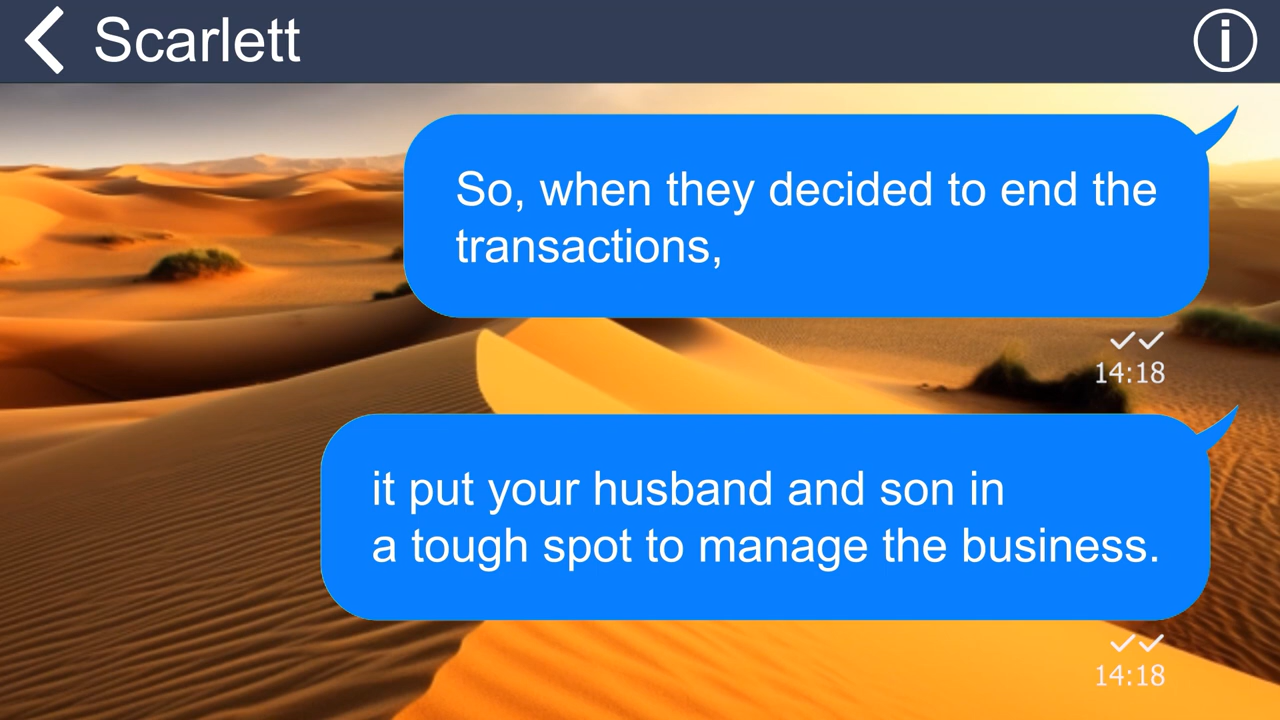 Scarlett
So, when they decided to end the
transactions,
14:18
it put your husband and son in
a tough spot to manage the business.
14:18